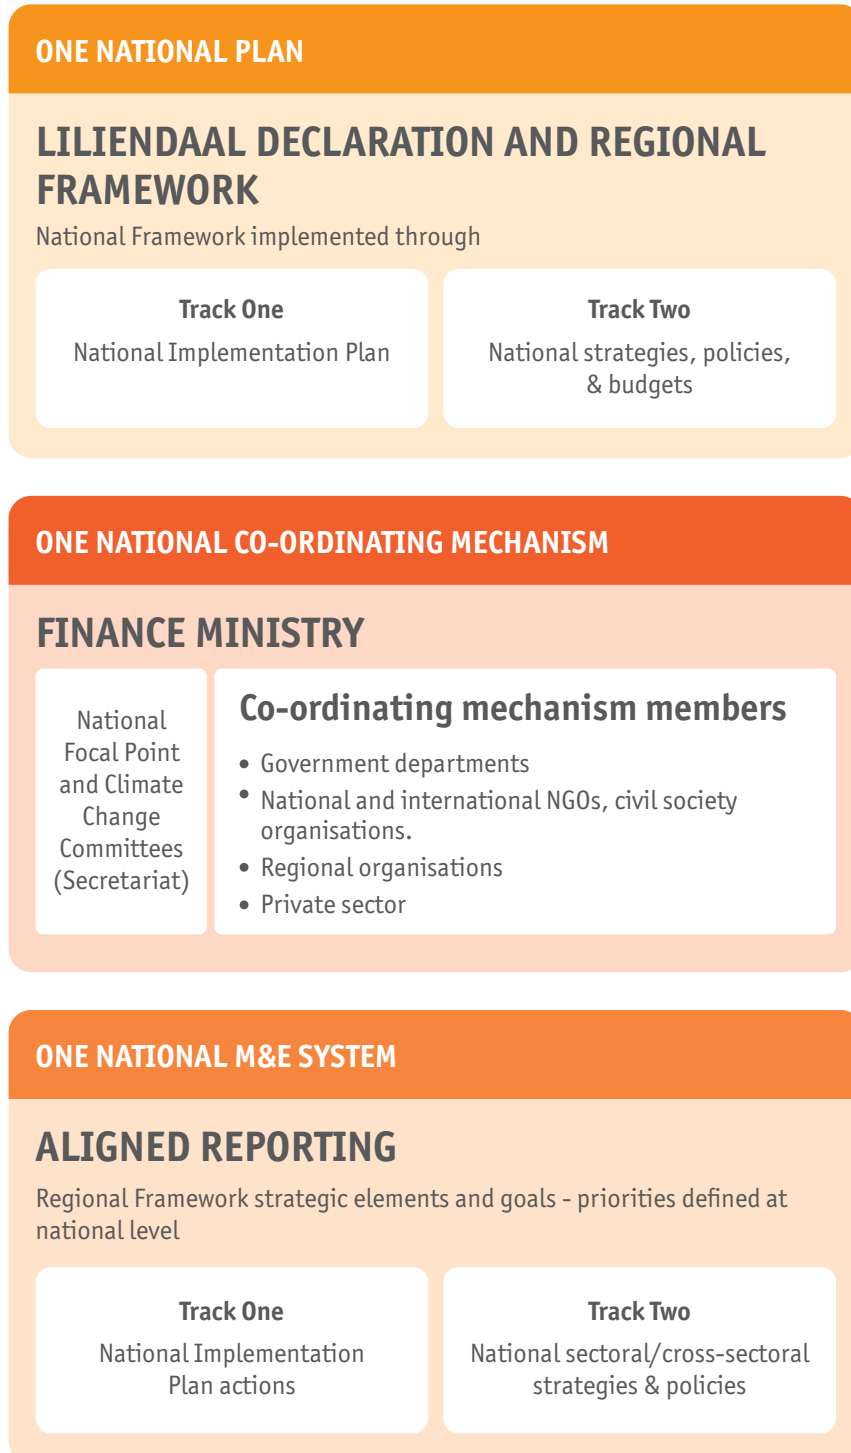 ONE NATIONAL PLAN
LILIENDAAL DECLARATION AND REGIONAL
FRAMEWORK
National Framework implemented through
Track One
National Implementation Plan
Track Two
National strategies, policies,
& budgets
ONE NATIONAL CO-ORDINATING MECHANISM
FINANCE MINISTRY
National
Focal Point
and Climate
Change
Committees
(Secretariat)
Co-ordinating mechanism members
• Government departments
• National and international NGOs, civil society
organisations.
• Regional organisations
• Private sector
ONE NATIONAL M&E SYSTEM
ALIGNED REPORTING
Regional Framework strategic elements and goals - priorities defined at
national level
Track One
National Implementation
Plan actions
Track Two
National sectoral/cross-sectoral
strategies & policies